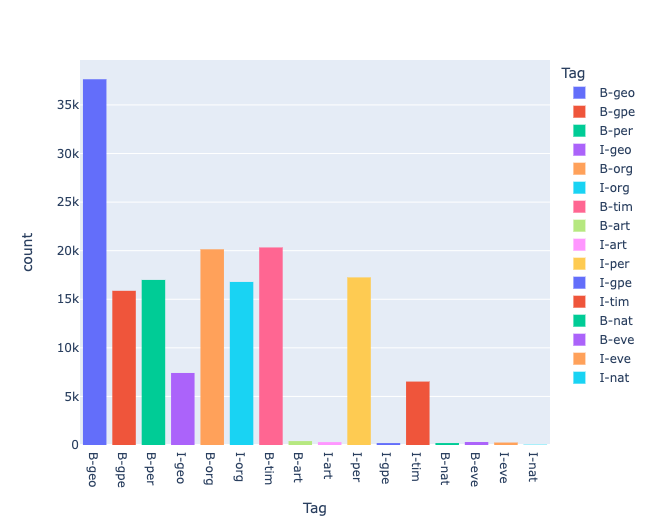 Tag
B-geo
B-gpe
B-per
I-geo
B-org
I-org
B-tim
B-art
I-art
I-per
I-gpe
I-tim
B-nat
B-eve
I-eve
I-nat
count
35k
30k
25k
20k
15k
10k
5k
0
B-geo
B-gpe
B-per
I-geo
B-org
I-org
B-tim
B-art
I-art
I-per
I-gpe
I-tim
B-nat
B-eve
I-eve
I-nat
Tag